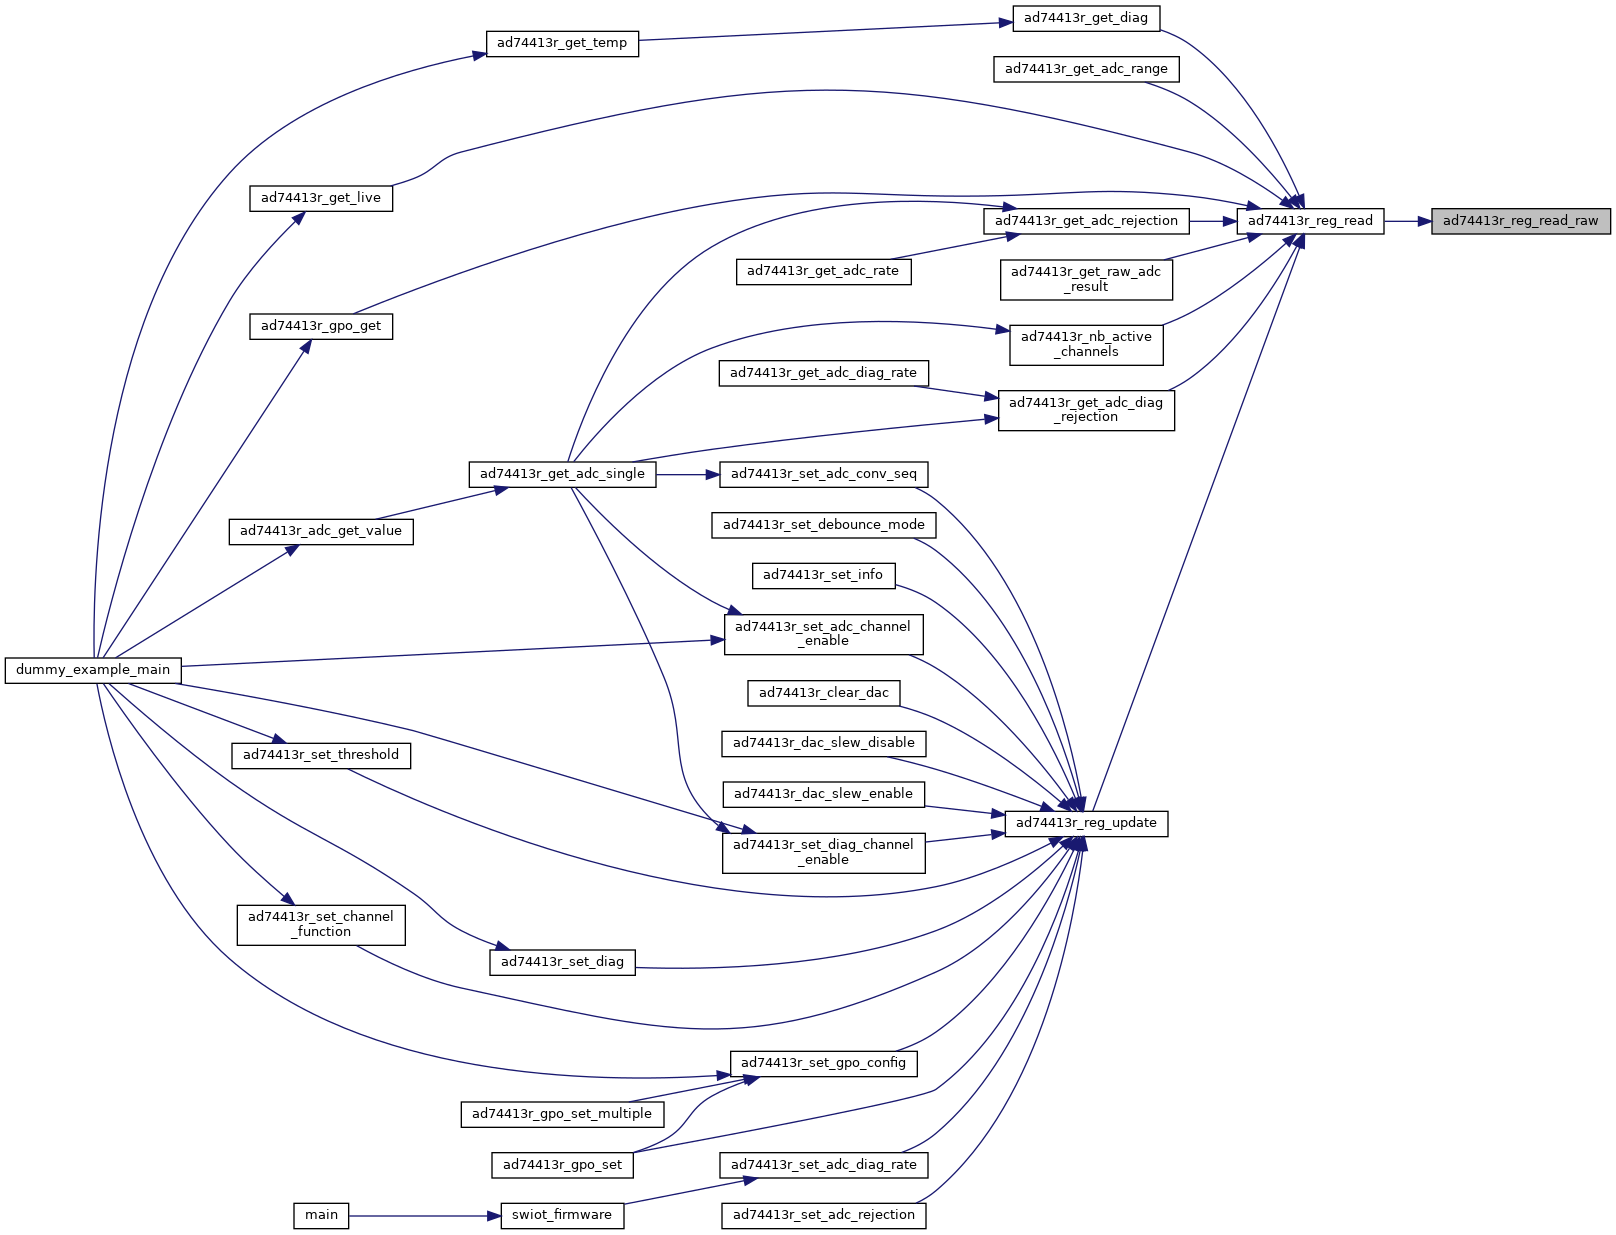 ad74413r_get_diag
ad74413r_get_temp
ad74413r_get_adc_range
ad74413r_get_live
ad74413r_get_adc_rejection
ad74413r_reg_read
ad74413r_reg_read_raw
ad74413r_get_adc_rate
ad74413r_get_raw_adc
_result
ad74413r_gpo_get
ad74413r_nb_active
_channels
ad74413r_get_adc_diag_rate
ad74413r_get_adc_diag
_rejection
ad74413r_get_adc_single
ad74413r_set_adc_conv_seq
ad74413r_set_debounce_mode
ad74413r_adc_get_value
ad74413r_set_info
ad74413r_set_adc_channel
_enable
dummy_example_main
ad74413r_clear_dac
ad74413r_dac_slew_disable
ad74413r_set_threshold
ad74413r_dac_slew_enable
ad74413r_reg_update
ad74413r_set_diag_channel
_enable
ad74413r_set_channel
_function
ad74413r_set_diag
ad74413r_set_gpo_config
ad74413r_gpo_set_multiple
ad74413r_gpo_set
ad74413r_set_adc_diag_rate
main
swiot_firmware
ad74413r_set_adc_rejection